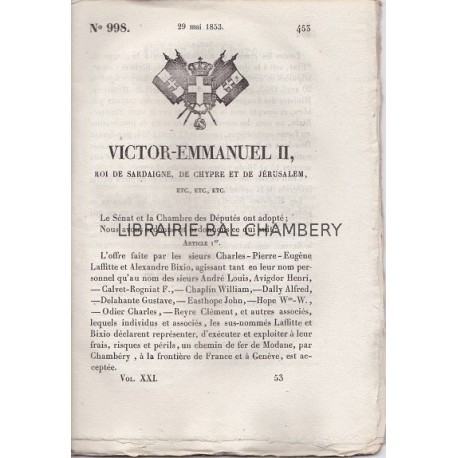 Nº 998.
29 mai 1853.
453
VICTOR-EMMANUEL II,
ROI DE SARDAIGNE, DE CHYPRE ET DE JÉRUSALEM,
ETC., ETC., ETC.
Le Sénat et la Chambre des Députés ont adopté;
Nous avons
LIBRAIRIE BAL CHAMBERY
ARTICLE 1er.
L'offre faite par les sieurs Charles-Pierre-Eugène
Laffitte et Alexandre Bixio, agissant tant en leur nom per-
sonnel qu'au nom des sieurs André Louis, Avigdor Henri,
— Calvet-Rogniat F., — Chaplin William, — Dally Alfred,
— Delahante Gustave, — Easthope John, — Hope Wm-W.,
— Odier Charles, — Reyre Clément, et autres associés,
lesquels individus et associés, les sus-nommés Laffitte et
Bixio déclarent représenter, d'exécuter et exploiter à leur
frais, risques et périls, un chemin de fer de Modane, par
Chambéry, à la frontière de France et à Genève, est ac-
ceptée.
VOL. XXI.
53